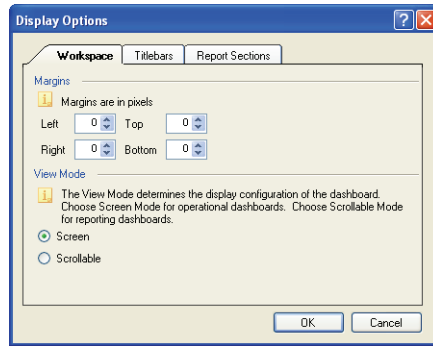 Display Options
Workspace Titlebars Report Sections
Margins
Margins are in pixels
Left 0 Top 0
Right 0 Bottom 0
View Mode
The View Mode determines the display configuration of the dashboard.
Choose Screen Mode for operational dashboards. Choose Scrollable Mode
for reporting dashboards.
Screen
Scrollable
OK Cancel